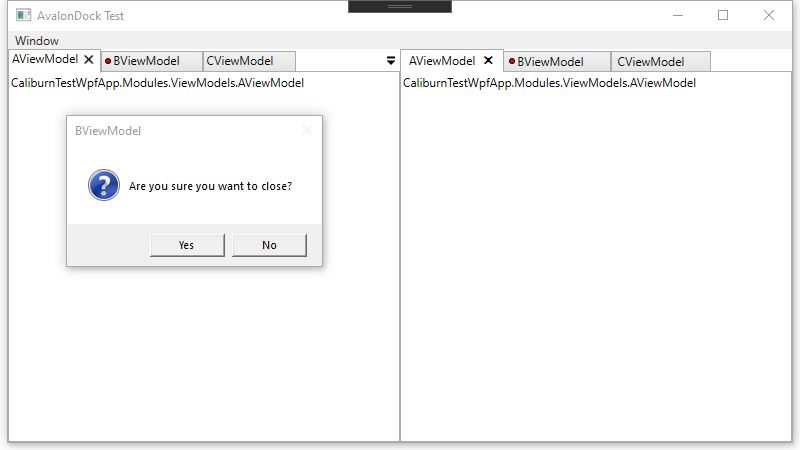 AvalonDock Test
Window
AViewModel BViewModel CViewModel
AViewModel BViewModel CViewModel
CaliburnTestWpfApp.Modules.ViewModels.AViewModel
CaliburnTestWpfApp.Modules.ViewModels.AViewModel
BViewModel
Are you sure you want to close?
Yes No